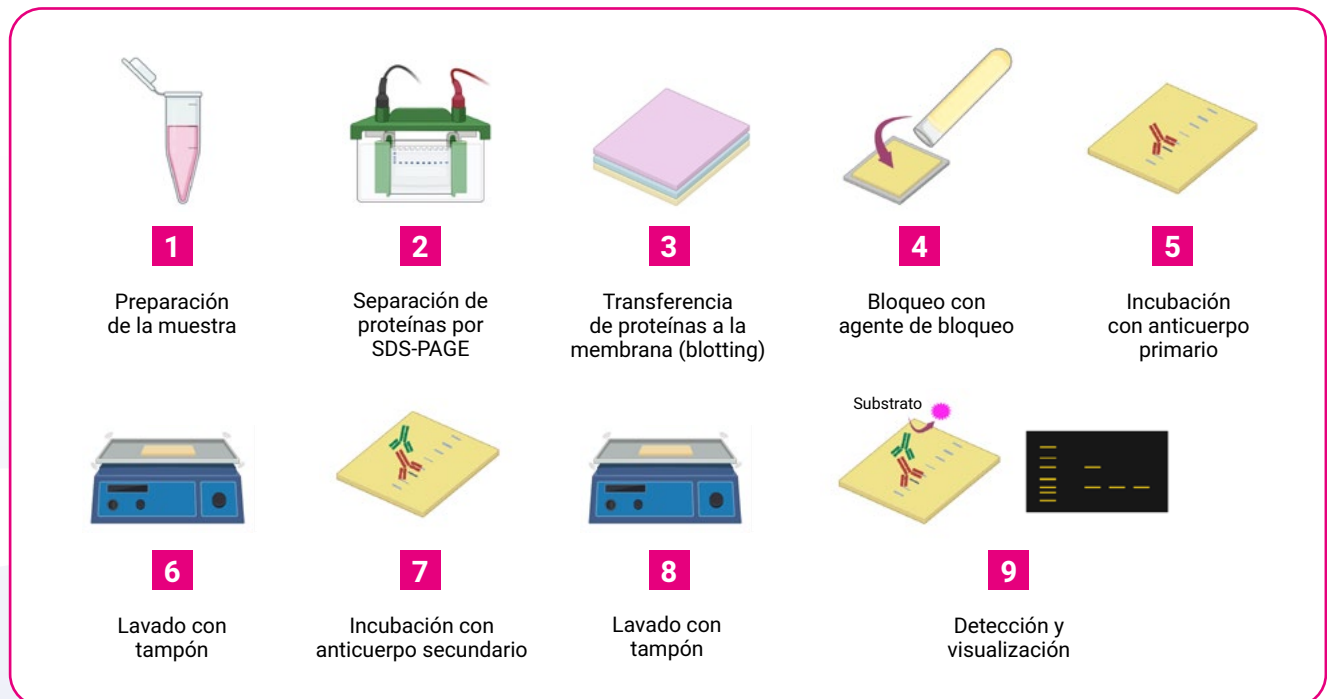 1
Preparación
de la muestra
2
Separación de
proteínas por
SDS-PAGE
3
Transferencia
de proteínas a la
membrana (blotting)
4
Bloqueo con
agente de bloqueo
5
Incubación
con anticuerpo
primario
6
Lavado con
tampón
7
Incubación con
anticuerpo secundario
8
Lavado con
tampón
Substrato
9
Detección y
visualización